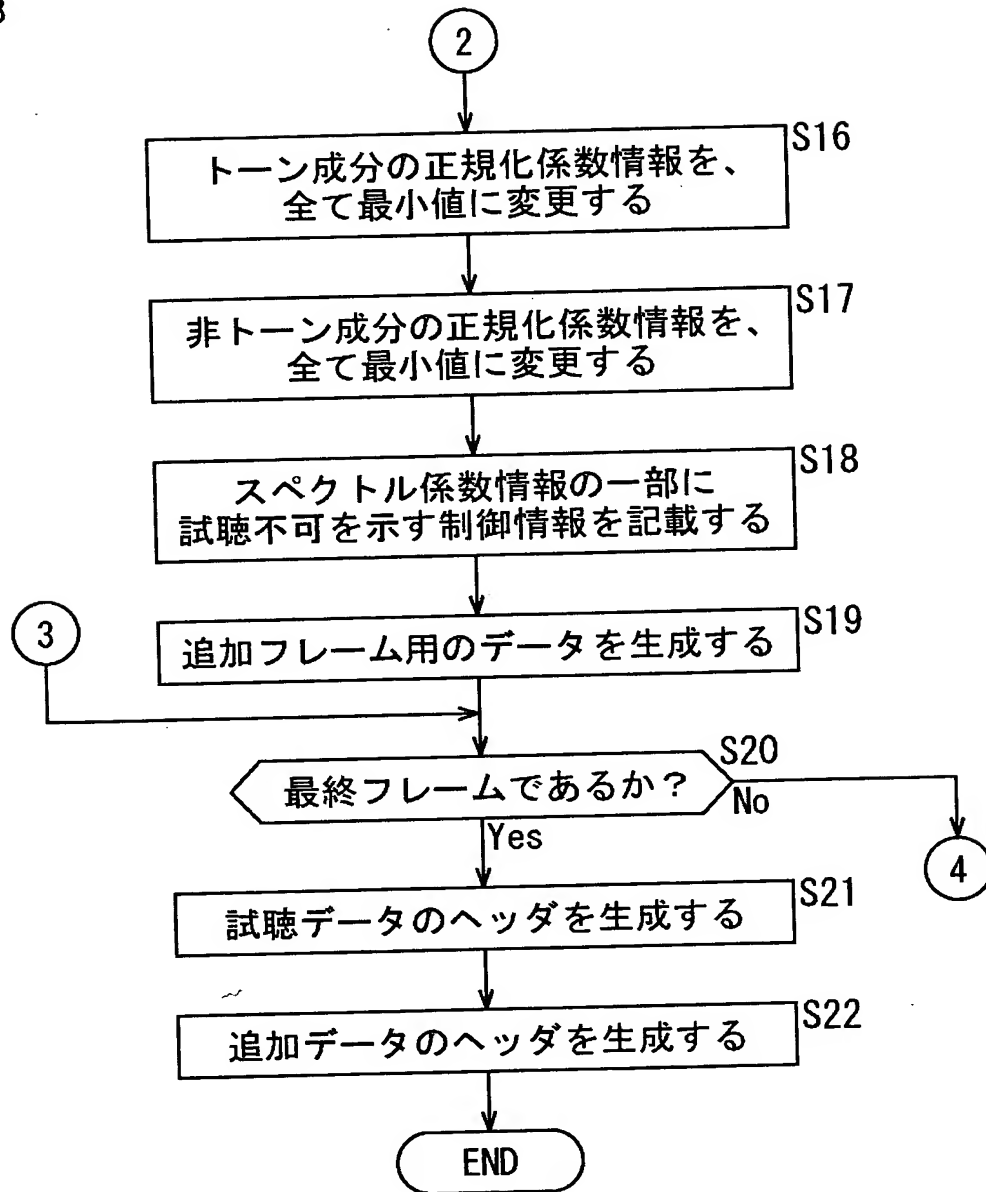 ②
S16
トーン成分の正規化係数情報を、
全て最小値に変更する
S17
非トーン成分の正規化係数情報を、
全て最小値に変更する
S18
スペクトル係数情報の一部に
試聴不可を示す制御情報を記載する
③
S19
追加フレーム用のデータを生成する
S20
最終フレームであるか？
No
Yes
④
S21
試聴データのヘッダを生成する
S22
追加データのヘッダを生成する
END